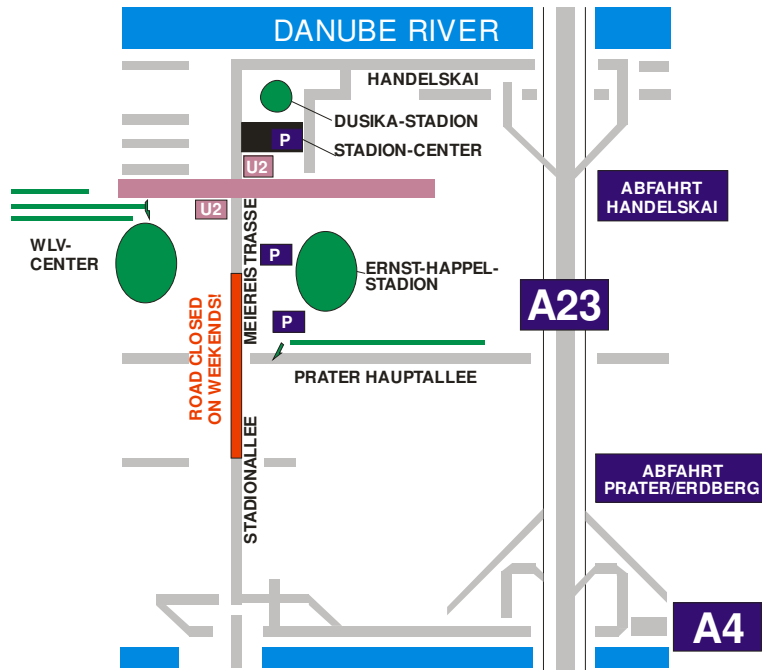 DANUBE RIVER
HANDELSKAI
DUSIKA-STADION
P
STADION-CENTER
U2
ABFAHRT
HANDELSKAI
U2
MEIEREISTRASSE
WLV-
CENTER
P
ERNST-HAPPEL-
STADION
A23
ROAD CLOSED
ON WEEKENDS!
P
PRATER HAUPTALLEE
STADIONALLEE
ABFAHRT
PRATER/ERDBERG
A4